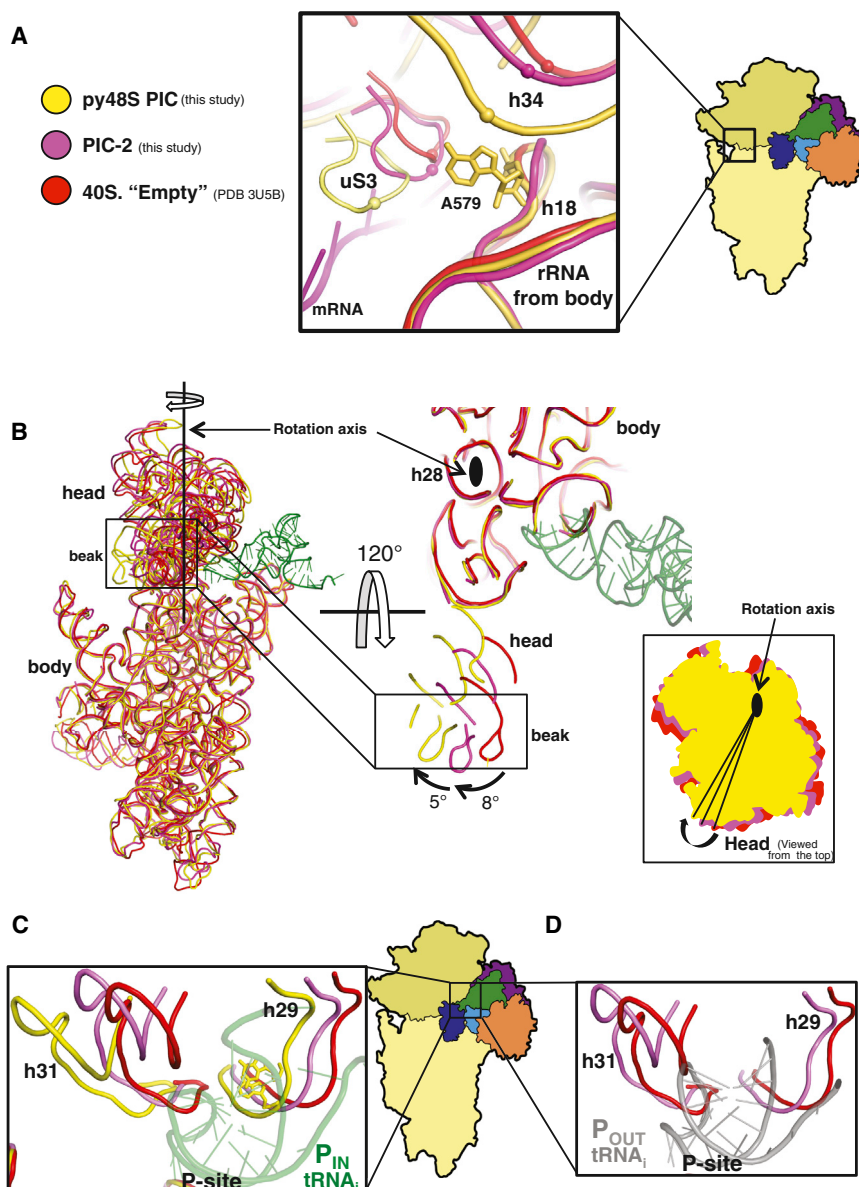 A
py48S PIC (this study)
PIC-2 (this study)
40S. “Empty” (PDB 3U5B)
h34
uS3
A579
h18
rRNA
from body
mRNA
B
Rotation axis
head
beak
body
body
h28
120°
head
beak
5°
8°
Rotation axis
Head (Viewed
from the top)
C
h29
h31
P-site
PIN
tRNAi
D
h29
h31
POUT
tRNAi
P-site